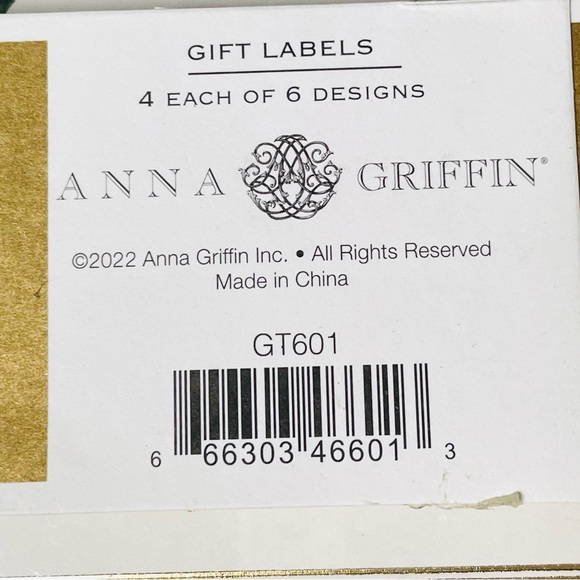 GIFT LABELS
4 EACH OF 6 DESIGNS
ANNA GRIFFIN®
©2022 Anna Griffin Inc. • All Rights Reserved
Made in China
GT601
6 66303 46601 3